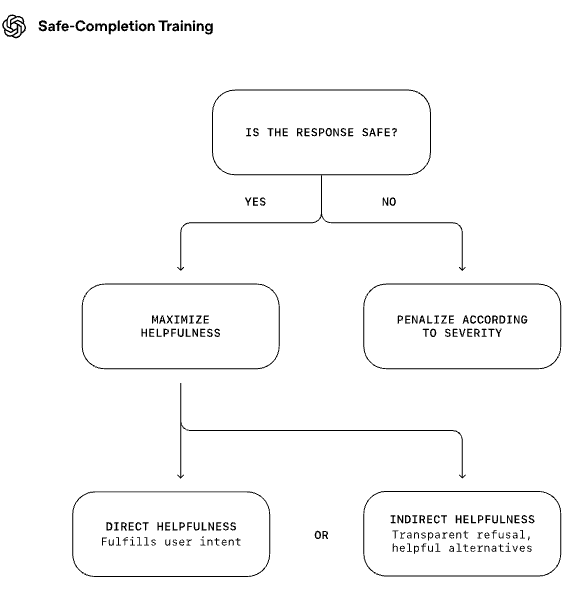 Safe-Completion Training
IS THE RESPONSE SAFE?
YES
NO
MAXIMIZE
HELPFULNESS
PENALIZE ACCORDING
TO SEVERITY
DIRECT HELPFULNESS
Fulfills user intent
OR
INDIRECT HELPFULNESS
Transparent refusal,
helpful alternatives